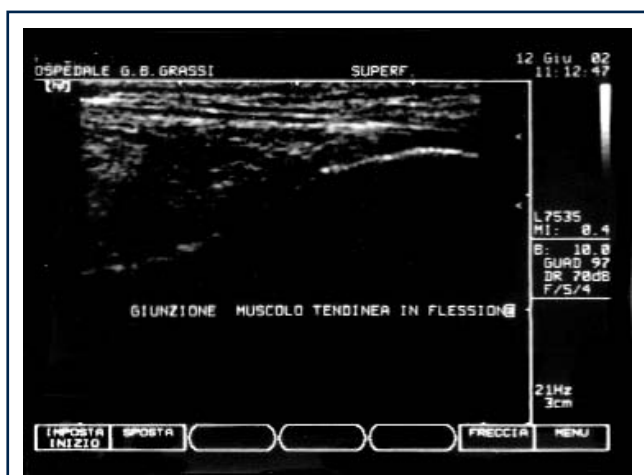 12 Giu 02
OSPEDALE G.B.GRASSI SUPERF. 11:12:47
L7535
MI: 0.4
B: 10.0
GUAD 97
DR 70dB
F/5/4
GIUNZIONE MUSCOLO TENDINEA IN FLESSIONE
21Hz
3cm
IMPOSTA INIZIO
SPOSTA
FRECCIA
MENU